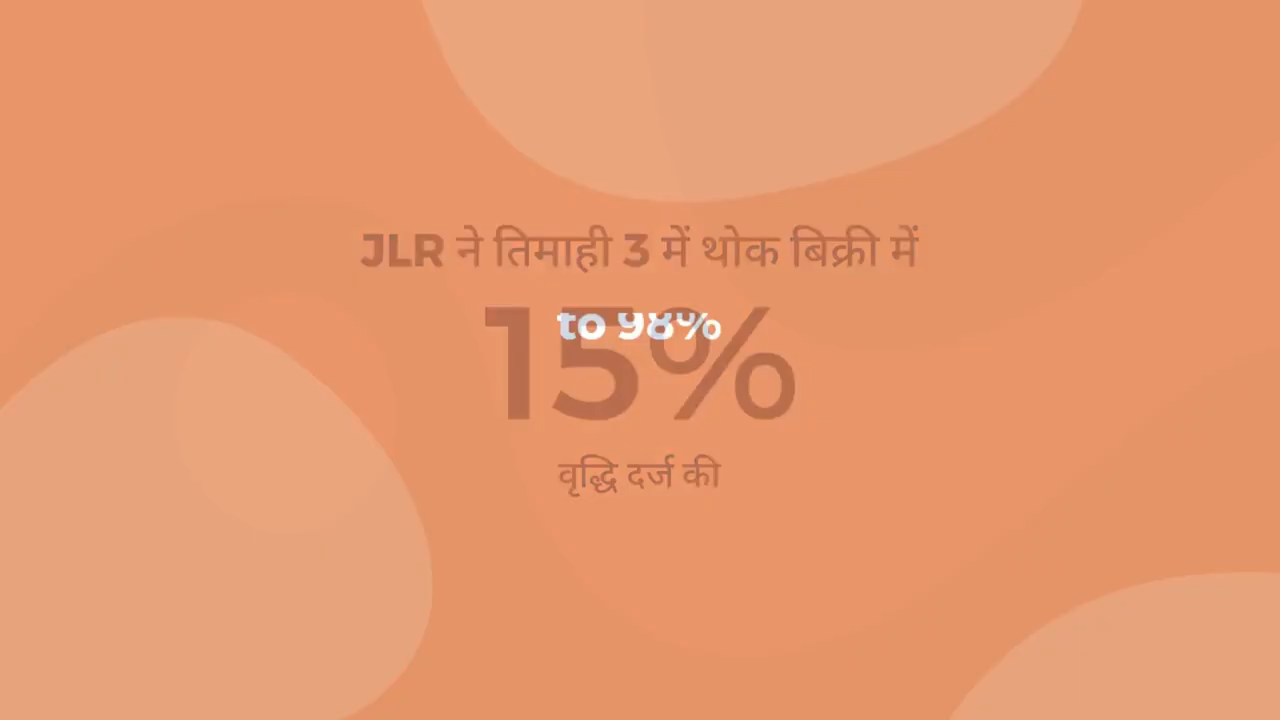 JLR ने तिमाही 3 में थोक बिक्री में
to 98%
15%
वृद्धि दर्ज की